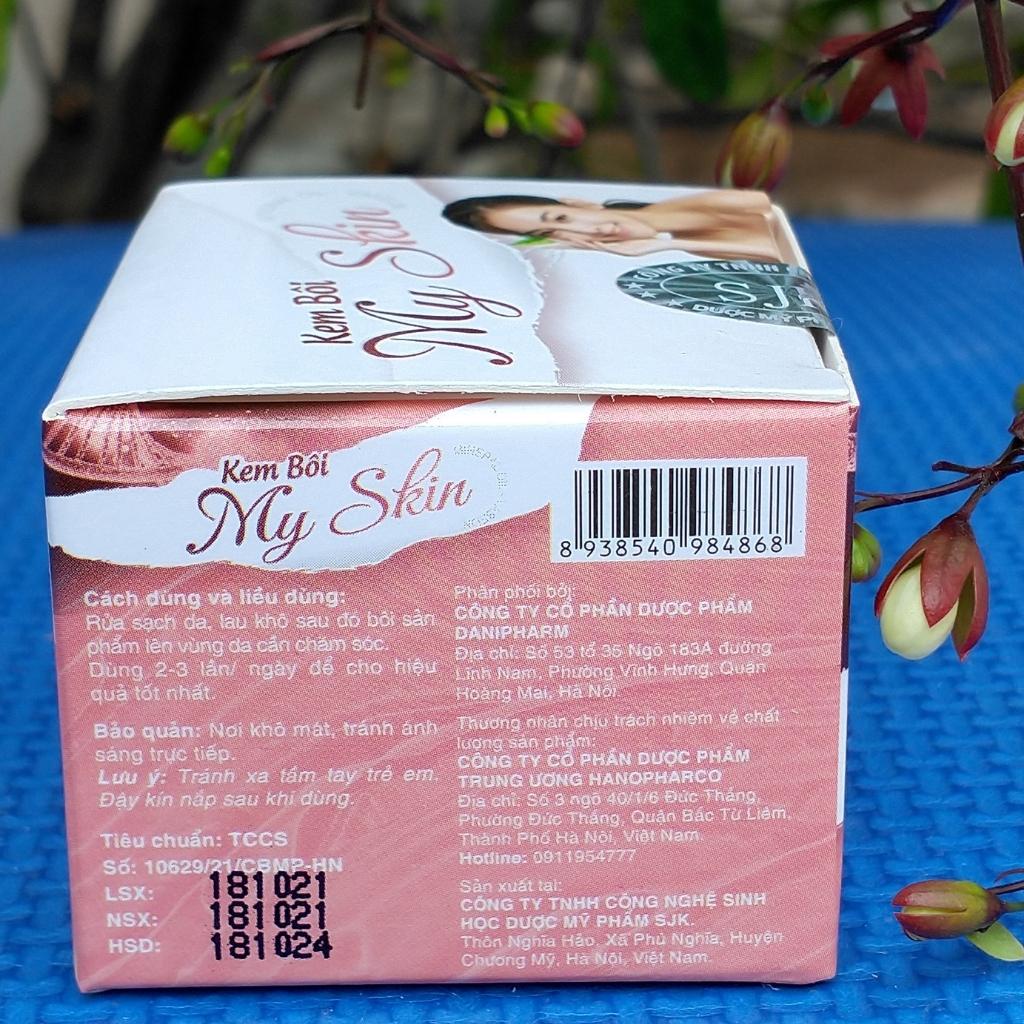 Kem Bôi
My Skin
CÔNG TY TNHH
SJ
DƯỢC MỸ P
Kem Bôi
My Skin
8 938540 984868
Cách dùng và liều dùng:
Rửa sạch da, lau khô sau đó bôi sản
phẩm lên vùng da cần chăm sóc.
Dùng 2-3 lần/ ngày để cho hiệu
quả tốt nhất.
Bảo quản: Nơi khô mát, tránh ánh
sáng trực tiếp.
Lưu ý: Tránh xa tầm tay trẻ em.
Đậy kín nắp sau khi dùng.
Tiêu chuẩn: TCCS
Số: 10629/21/CBMP-HN
LSX: 181021
NSX: 181021
HSD: 181024
Phân phối bởi:
CÔNG TY CỔ PHẦN DƯỢC PHẨM
DANIPHARM
Địa chỉ: Số 53 tổ 35 Ngõ 183A đường
Lĩnh Nam, Phường Vĩnh Hưng, Quận
Hoàng Mai, Hà Nội
Thương nhân chịu trách nhiệm về chất
lượng sản phẩm:
CÔNG TY CỔ PHẦN DƯỢC PHẨM
TRUNG ƯƠNG HANOPHARCO
Địa chỉ: Số 3 ngõ 40/1/6 Đức Thắng,
Phường Đức Thắng, Quận Bắc Từ Liêm,
Thành Phố Hà Nội, Việt Nam.
Hotline: 0911954777
Sản xuất tại:
CÔNG TY TNHH CÔNG NGHỆ SINH
HỌC DƯỢC MỸ PHẨM SJK.
Thôn Nghĩa Hảo, Xã Phú Nghĩa, Huyện
Chương Mỹ, Hà Nội, Việt Nam.